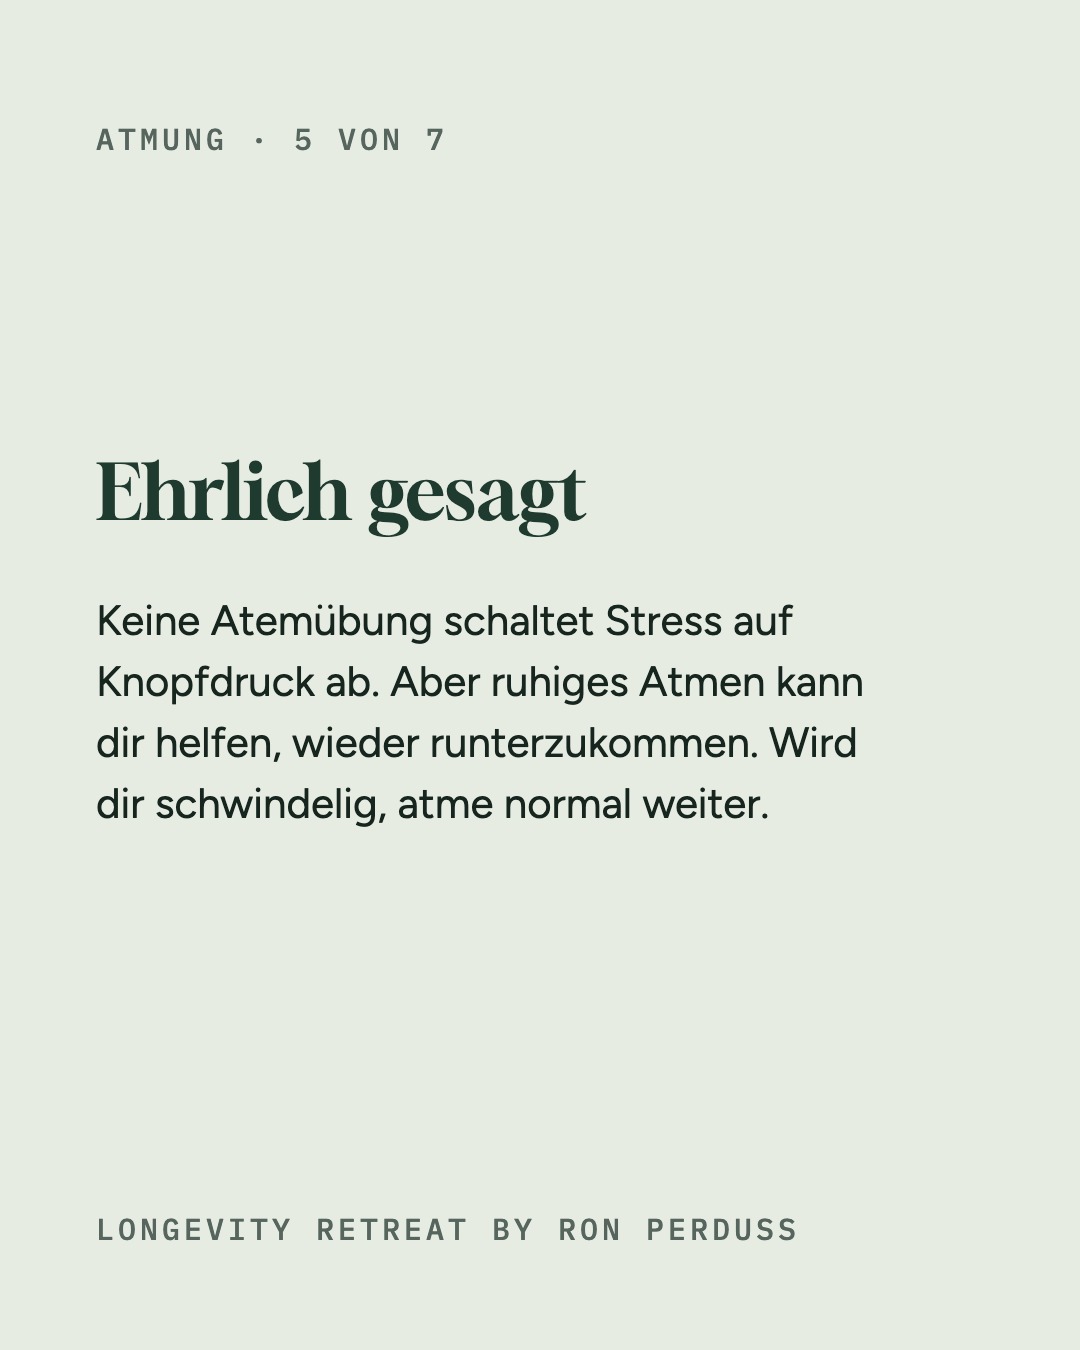 ATMUNG · 5 VON 7
Ehrlich gesagt
Keine Atemübung schaltet Stress auf
Knopfdruck ab. Aber ruhiges Atmen kann
dir helfen, wieder runterzukommen. Wird
dir schwindelig, atme normal weiter.
LONGEVITY RETREAT BY RON PERDUSS